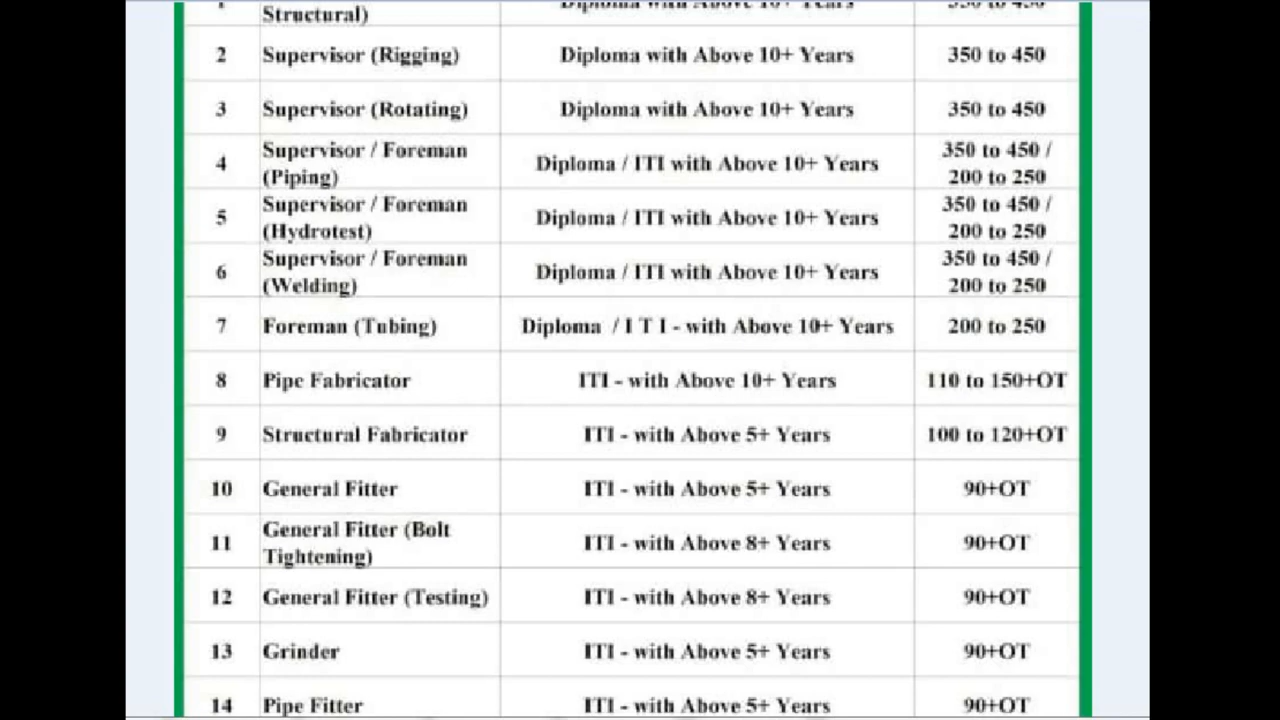 Structural)
2 Supervisor (Rigging) Diploma with Above 10+ Years 350 to 450
3 Supervisor (Rotating) Diploma with Above 10+ Years 350 to 450
4 Supervisor / Foreman (Piping) Diploma / ITI with Above 10+ Years 350 to 450 / 200 to 250
5 Supervisor / Foreman (Hydrotest) Diploma / ITI with Above 10+ Years 350 to 450 / 200 to 250
6 Supervisor / Foreman (Welding) Diploma / ITI with Above 10+ Years 350 to 450 / 200 to 250
7 Foreman (Tubing) Diploma / I T I - with Above 10+ Years 200 to 250
8 Pipe Fabricator ITI - with Above 10+ Years 110 to 150+OT
9 Structural Fabricator ITI - with Above 5+ Years 100 to 120+OT
10 General Fitter ITI - with Above 5+ Years 90+OT
11 General Fitter (Bolt Tightening) ITI - with Above 8+ Years 90+OT
12 General Fitter (Testing) ITI - with Above 8+ Years 90+OT
13 Grinder ITI - with Above 5+ Years 90+OT
14 Pipe Fitter ITI - with Above 5+ Years 90+OT